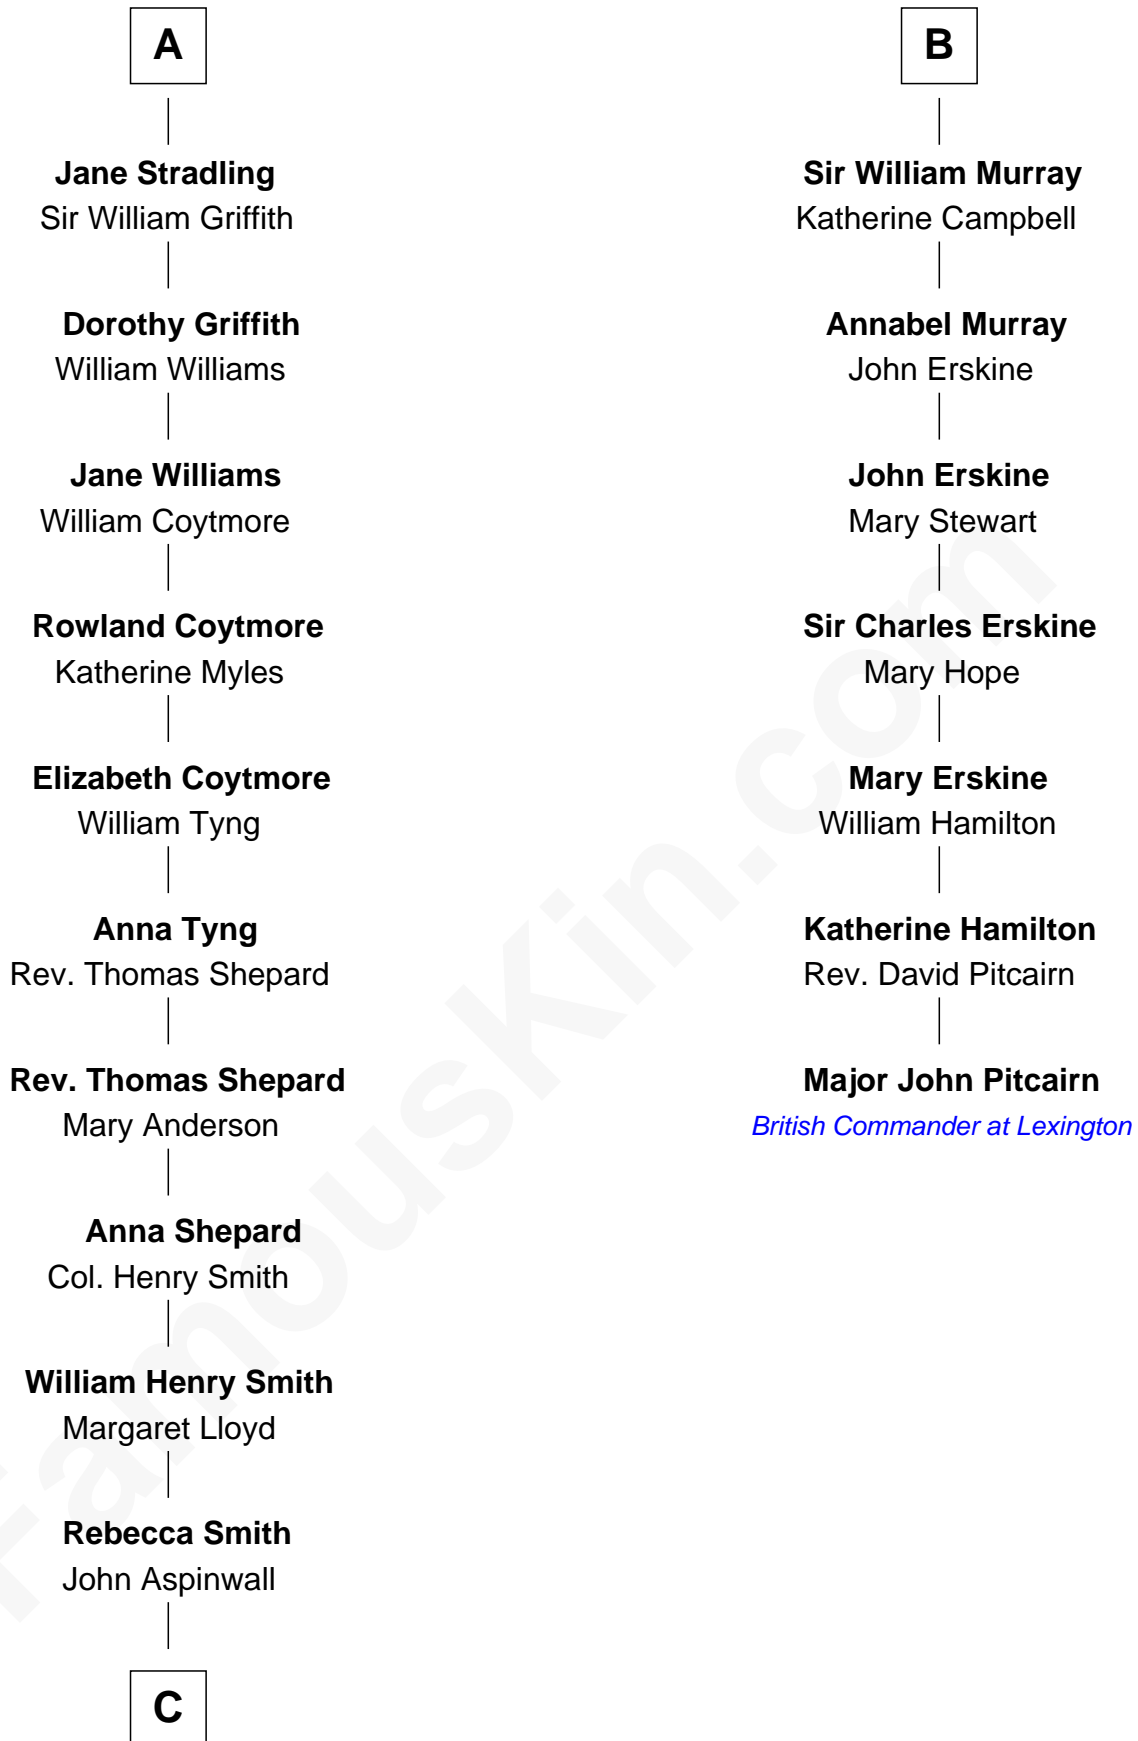 A
Jane Stradling
Sir William Griffith
Dorothy Griffith
William Williams
Jane Williams
William Coytmore
Rowland Coytmore
Katherine Myles
Elizabeth Coytmore
William Tyng
Anna Tyng
Rev. Thomas Shepard
Rev. Thomas Shepard
Mary Anderson
Anna Shepard
Col. Henry Smith
William Henry Smith
Margaret Lloyd
Rebecca Smith
John Aspinwall
C
B
Sir William Murray
Katherine Campbell
Annabel Murray
John Erskine
John Erskine
Mary Stewart
Sir Charles Erskine
Mary Hope
Mary Erskine
William Hamilton
Katherine Hamilton
Rev. David Pitcairn
Major John Pitcairn
British Commander at Lexington
FamousKin.com